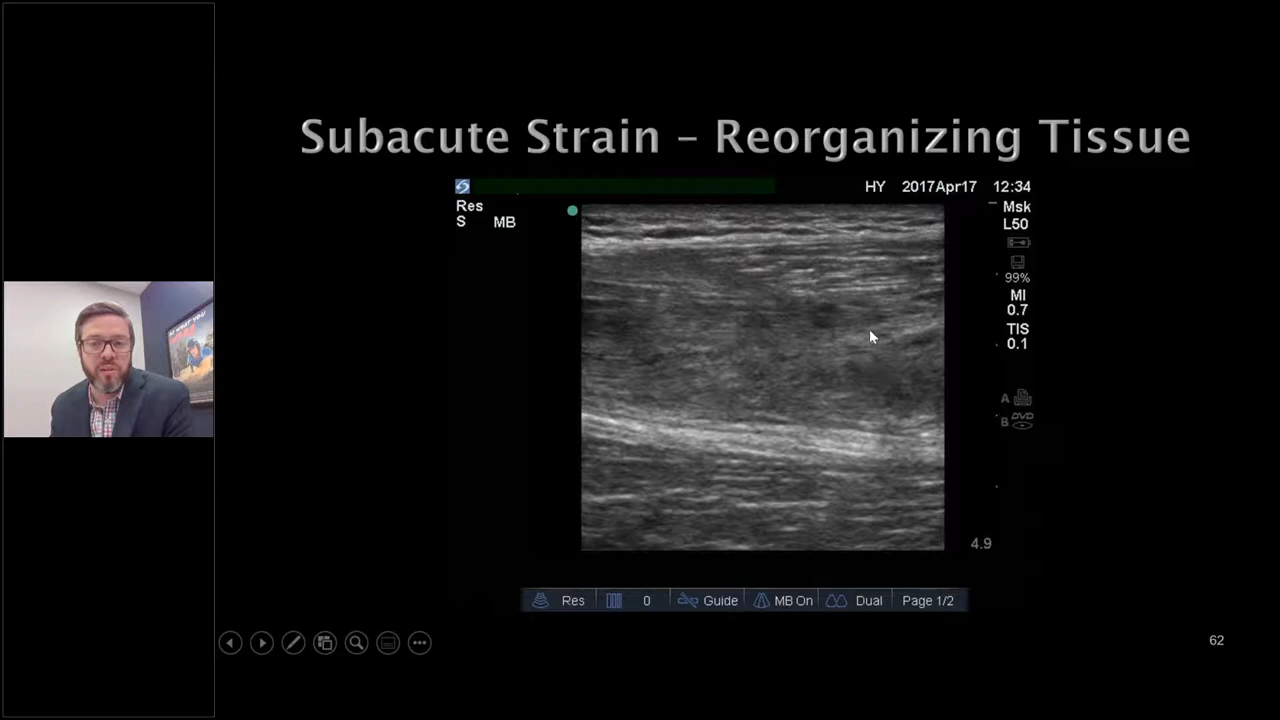 Subacute Strain – Reorganizing Tissue
HY 2017Apr17 12:34
Res
S MB
Msk
L50
99%
MI
0.7
TIS
0.1
A
B DVD
4.9
Res 0 Guide MB On Dual Page 1/2
62